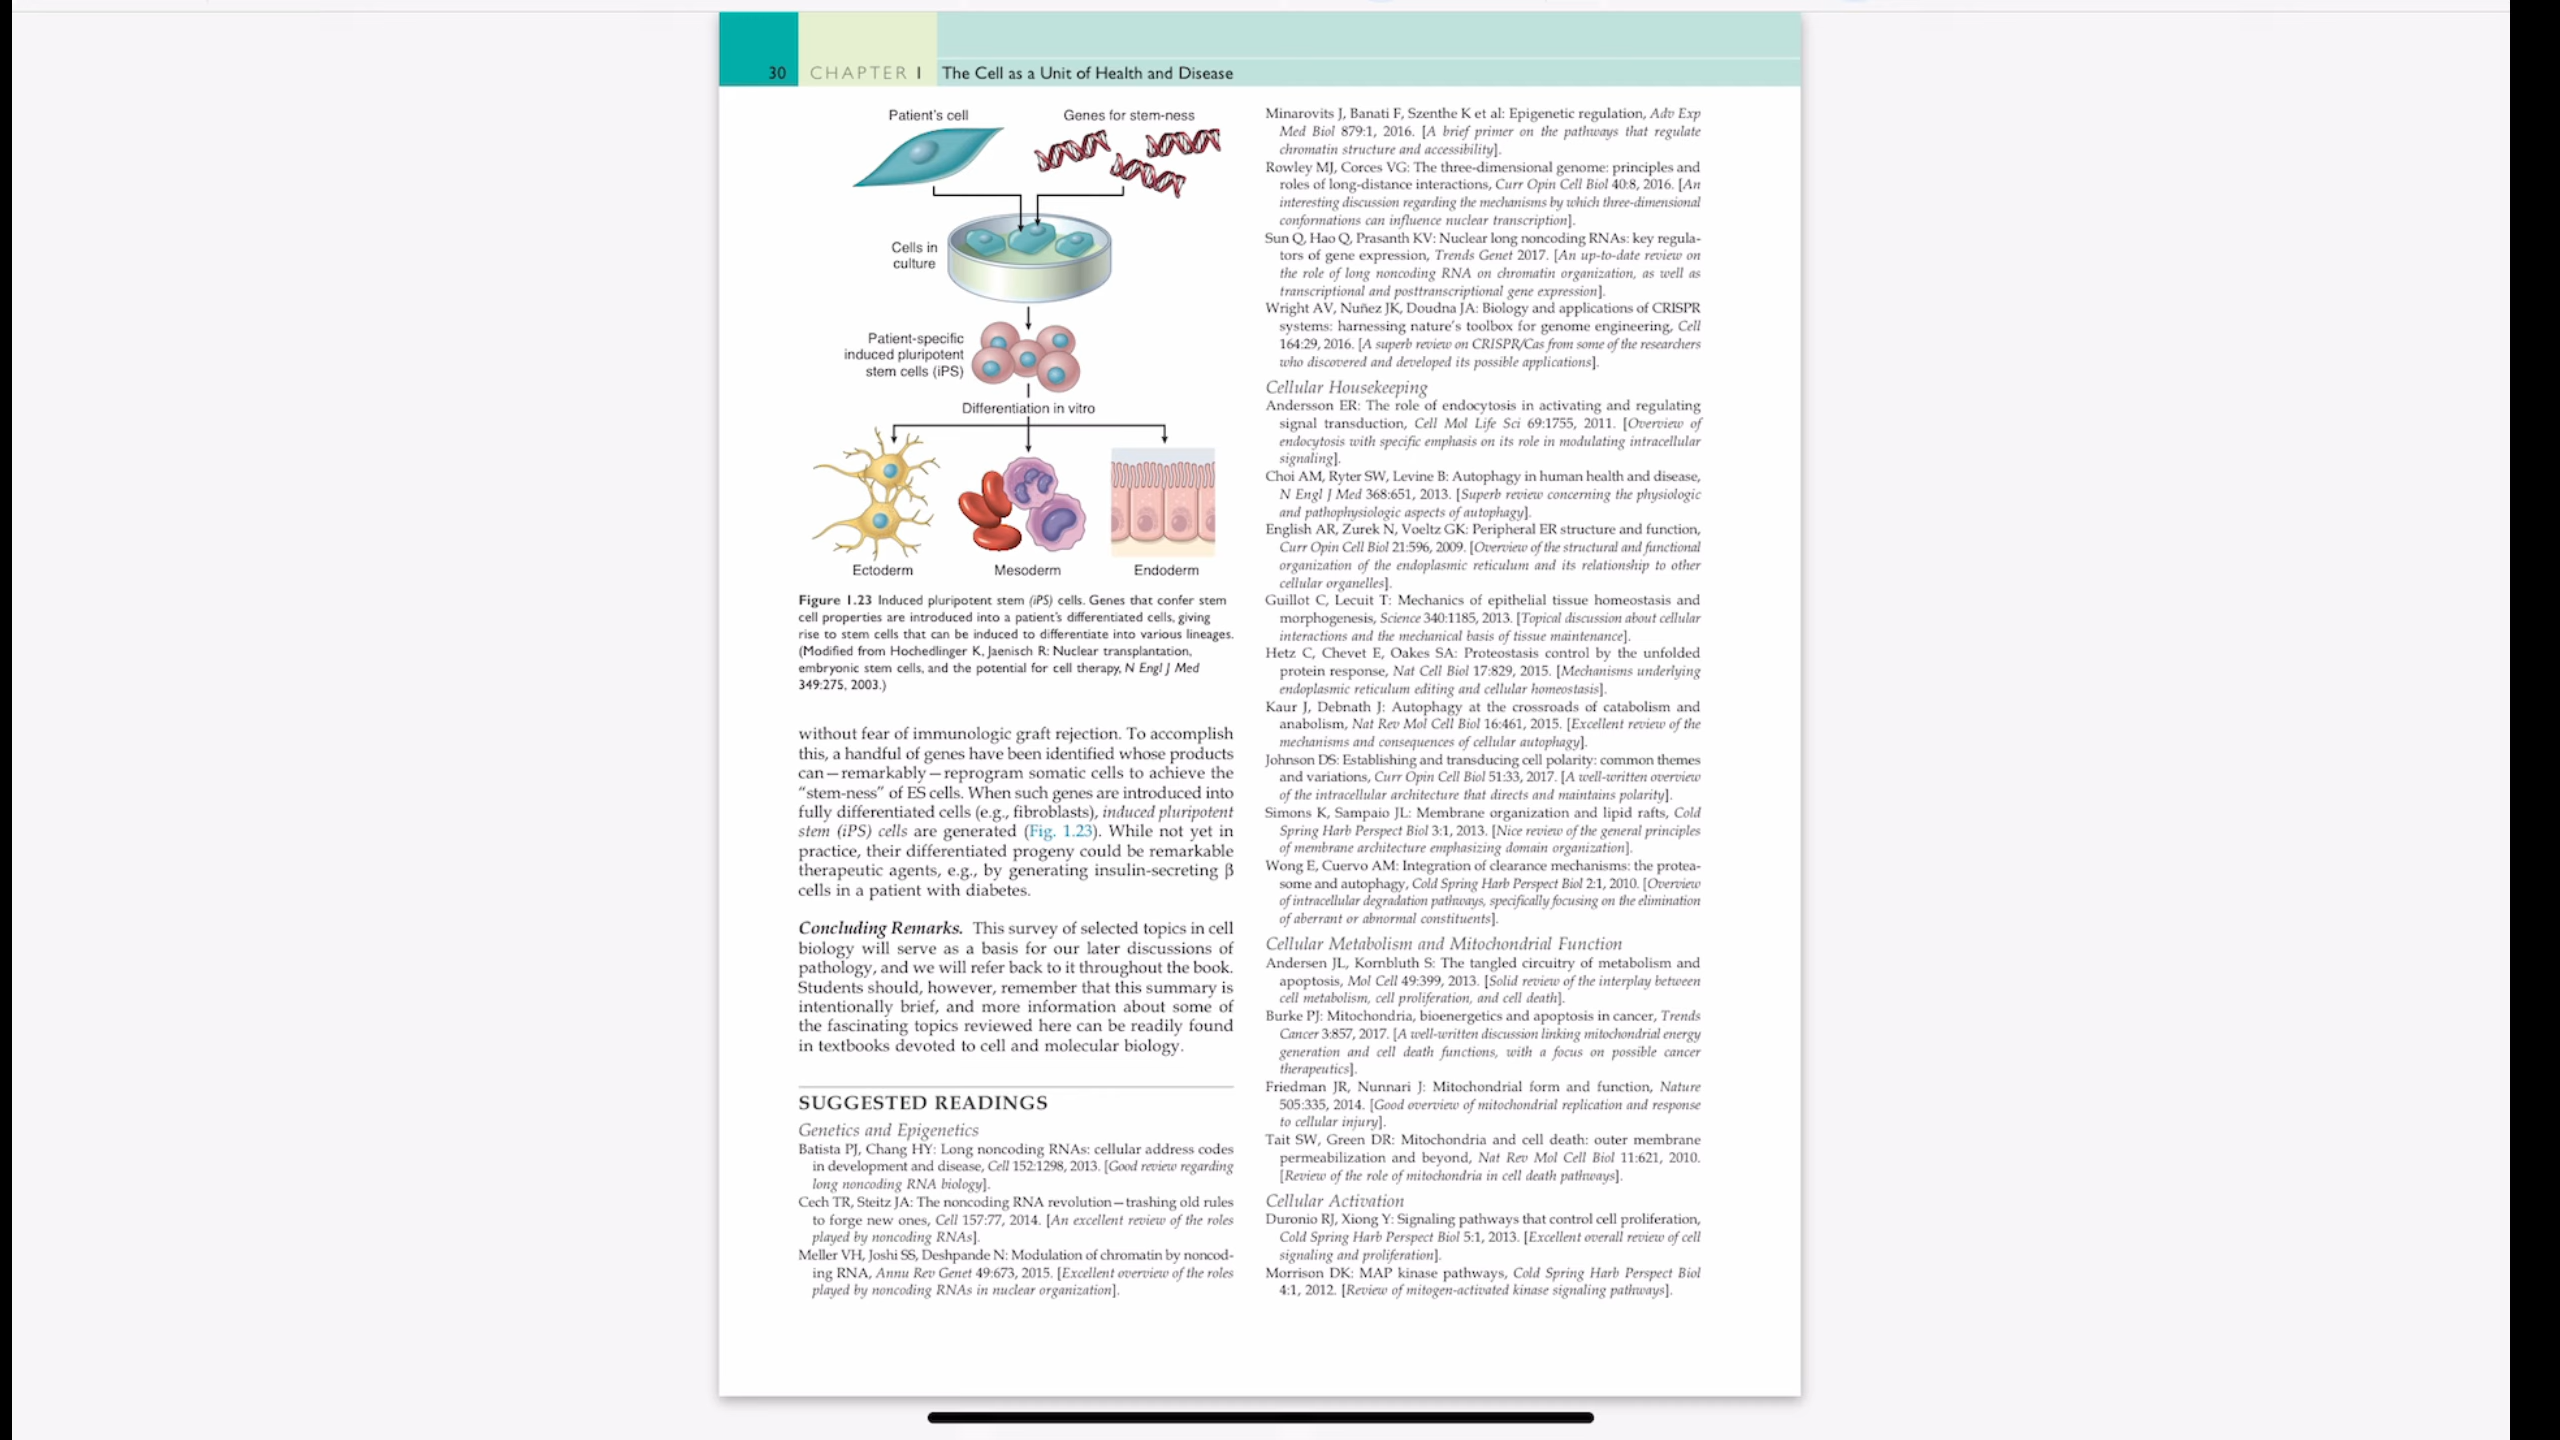 30 CHAPTER 1 The Cell as a Unit of Health and Disease
Patient's cell
Genes for stem-ness
Cells in
culture
Patient-specific
induced pluripotent
stem cells (iPS)
Differentiation in vitro
Ectoderm
Mesoderm
Endoderm
Figure 1.23 Induced pluripotent stem (iPS) cells. Genes that confer stem
cell properties are introduced into a patient's differentiated cells, giving
rise to stem cells that can be induced to differentiate into various lineages.
(Modified from Hochedlinger K, Jaenisch R: Nuclear transplantation,
embryonic stem cells, and the potential for cell therapy, N Engl J Med
349:275, 2003.)
without fear of immunologic graft rejection. To accomplish
this, a handful of genes have been identified whose products
can—remarkably—reprogram somatic cells to achieve the
“stem-ness” of ES cells. When such genes are introduced into
fully differentiated cells (e.g., fibroblasts), induced pluripotent
stem (iPS) cells are generated (Fig. 1.23). While not yet in
practice, their differentiated progeny could be remarkable
therapeutic agents, e.g., by generating insulin-secreting β
cells in a patient with diabetes.
Concluding Remarks. This survey of selected topics in cell
biology will serve as a basis for our later discussions of
pathology, and we will refer back to it throughout the book.
Students should, however, remember that this summary is
intentionally brief, and more information about some of
the fascinating topics reviewed here can be readily found
in textbooks devoted to cell and molecular biology.
SUGGESTED READINGS
Genetics and Epigenetics
Batista PJ, Chang HY: Long noncoding RNAs: cellular address codes
in development and disease, Cell 152:1298, 2013. [Good review regarding
long noncoding RNA biology].
Cech TR, Steitz JA: The noncoding RNA revolution—trashing old rules
to forge new ones, Cell 157:77, 2014. [An excellent review of the roles
played by noncoding RNAs].
Meller VH, Joshi SS, Deshpande N: Modulation of chromatin by noncod-
ing RNA, Annu Rev Genet 49:673, 2015. [Excellent overview of the roles
played by noncoding RNAs in nuclear organization].
Minarovits J, Banati F, Szenthe K et al: Epigenetic regulation, Adv Exp
Med Biol 879:1, 2016. [A brief primer on the pathways that regulate
chromatin structure and accessibility].
Rowley MJ, Corces VG: The three-dimensional genome: principles and
roles of long-distance interactions, Curr Opin Cell Biol 40:8, 2016. [An
interesting discussion regarding the mechanisms by which three-dimensional
conformations can influence nuclear transcription].
Sun Q, Hao Q, Prasanth KV: Nuclear long noncoding RNAs: key regula-
tors of gene expression, Trends Genet 2017. [An up-to-date review on
the role of long noncoding RNA on chromatin organization, as well as
transcriptional and posttranscriptional gene expression].
Wright AV, Nuñez JK, Doudna JA: Biology and applications of CRISPR
systems: harnessing nature's toolbox for genome engineering, Cell
164:29, 2016. [A superb review on CRISPR/Cas from some of the researchers
who discovered and developed its possible applications].
Cellular Housekeeping
Andersson ER: The role of endocytosis in activating and regulating
signal transduction, Cell Mol Life Sci 69:1755, 2011. [Overview of
endocytosis with specific emphasis on its role in modulating intracellular
signaling].
Choi AM, Ryter SW, Levine B: Autophagy in human health and disease,
N Engl J Med 368:651, 2013. [Superb review concerning the physiologic
and pathophysiologic aspects of autophagy].
English AR, Zurek N, Voeltz GK: Peripheral ER structure and function,
Curr Opin Cell Biol 21:596, 2009. [Overview of the structural and functional
organization of the endoplasmic reticulum and its relationship to other
cellular organelles].
Guillot C, Lecuit T: Mechanics of epithelial tissue homeostasis and
morphogenesis, Science 340:1185, 2013. [Topical discussion about cellular
interactions and the mechanical basis of tissue maintenance].
Hetz C, Chevet E, Oakes SA: Proteostasis control by the unfolded
protein response, Nat Cell Biol 17:829, 2015. [Mechanisms underlying
endoplasmic reticulum editing and cellular homeostasis].
Kaur J, Debnath J: Autophagy at the crossroads of catabolism and
anabolism, Nat Rev Mol Cell Biol 16:461, 2015. [Excellent review of the
mechanisms and consequences of cellular autophagy].
Johnson DS: Establishing and transducing cell polarity: common themes
and variations, Curr Opin Cell Biol 51:33, 2017. [A well-written overview
of the intracellular architecture that directs and maintains polarity].
Simons K, Sampaio JL: Membrane organization and lipid rafts, Cold
Spring Harb Perspect Biol 3:1, 2013. [Nice review of the general principles
of membrane architecture emphasizing domain organization].
Wong E, Cuervo AM: Integration of clearance mechanisms: the protea-
some and autophagy, Cold Spring Harb Perspect Biol 2:1, 2010. [Overview
of intracellular degradation pathways, specifically focusing on the elimination
of aberrant or abnormal constituents].
Cellular Metabolism and Mitochondrial Function
Andersen JL, Kornbluth S: The tangled circuitry of metabolism and
apoptosis, Mol Cell 49:399, 2013. [Solid review of the interplay between
cell metabolism, cell proliferation, and cell death].
Burke PJ: Mitochondria, bioenergetics and apoptosis in cancer, Trends
Cancer 3:857, 2017. [A well-written discussion linking mitochondrial energy
generation and cell death functions, with a focus on possible cancer
therapeutics].
Friedman JR, Nunnari J: Mitochondrial form and function, Nature
505:335, 2014. [Good overview of mitochondrial replication and response
to cellular injury].
Tait SW, Green DR: Mitochondria and cell death: outer membrane
permeabilization and beyond, Nat Rev Mol Cell Biol 11:621, 2010.
[Review of the role of mitochondria in cell death pathways].
Cellular Activation
Duronio RJ, Xiong Y: Signaling pathways that control cell proliferation,
Cold Spring Harb Perspect Biol 5:1, 2013. [Excellent overall review of cell
signaling and proliferation].
Morrison DK: MAP kinase pathways, Cold Spring Harb Perspect Biol
4:1, 2012. [Review of mitogen-activated kinase signaling pathways].